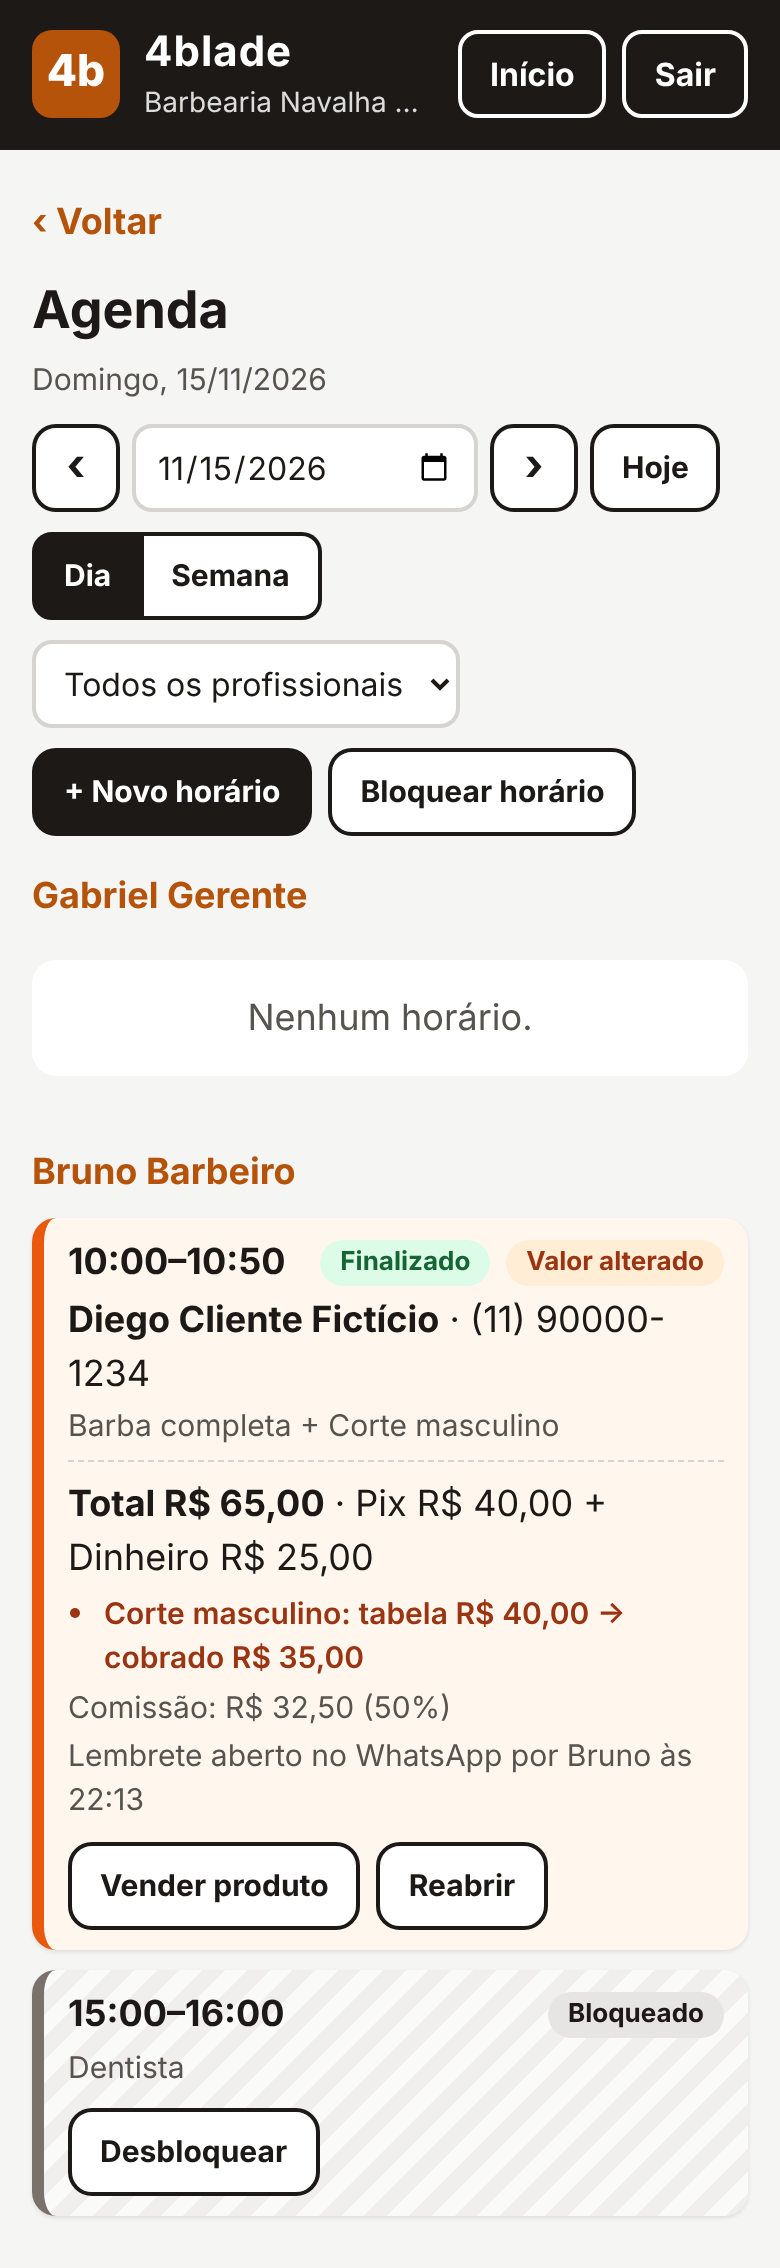 4b
4blade
Barbearia Navalha ...
Início
Sair
‹ Voltar
Agenda
Domingo, 15/11/2026
‹
11/15/2026
›
Hoje
Dia
Semana
Todos os profissionais
+ Novo horário
Bloquear horário
Gabriel Gerente
Nenhum horário.
Bruno Barbeiro
10:00–10:50
Finalizado
Valor alterado
Diego Cliente Fictício · (11) 90000-
1234
Barba completa + Corte masculino
Total R$ 65,00 · Pix R$ 40,00 +
Dinheiro R$ 25,00
• Corte masculino: tabela R$ 40,00 →
cobrado R$ 35,00
Comissão: R$ 32,50 (50%)
Lembrete aberto no WhatsApp por Bruno às
22:13
Vender produto
Reabrir
15:00–16:00
Bloqueado
Dentista
Desbloquear